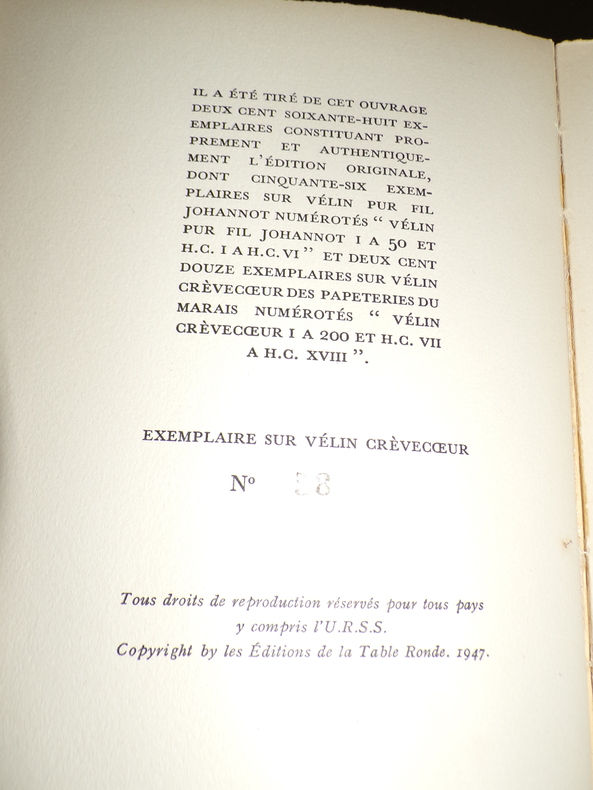 IL A ÉTÉ TIRÉ DE CET OUVRAGE
DEUX CENT SOIXANTE-HUIT EX-
EMPLAIRES CONSTITUANT PRO-
PREMENT ET AUTHENTIQUE-
MENT L'ÉDITION ORIGINALE,
DONT CINQUANTE-SIX EXEM-
PLAIRES SUR VÉLIN PUR FIL
JOHANNOT NUMÉROTÉS “ VÉLIN
PUR FIL JOHANNOT I A 50 ET
H.C. I A H.C. VI ” ET DEUX CENT
DOUZE EXEMPLAIRES SUR VÉLIN
CRÈVECŒUR DES PAPETERIES DU
MARAIS NUMÉROTÉS “ VÉLIN
CRÈVECŒUR I A 200 ET H.C. VII
A H.C. XVIII ”.
EXEMPLAIRE SUR VÉLIN CRÈVECŒUR
Nº
Tous droits de reproduction réservés pour tous pays
y compris l'U.R.S.S.
Copyright by les Éditions de la Table Ronde. 1947.